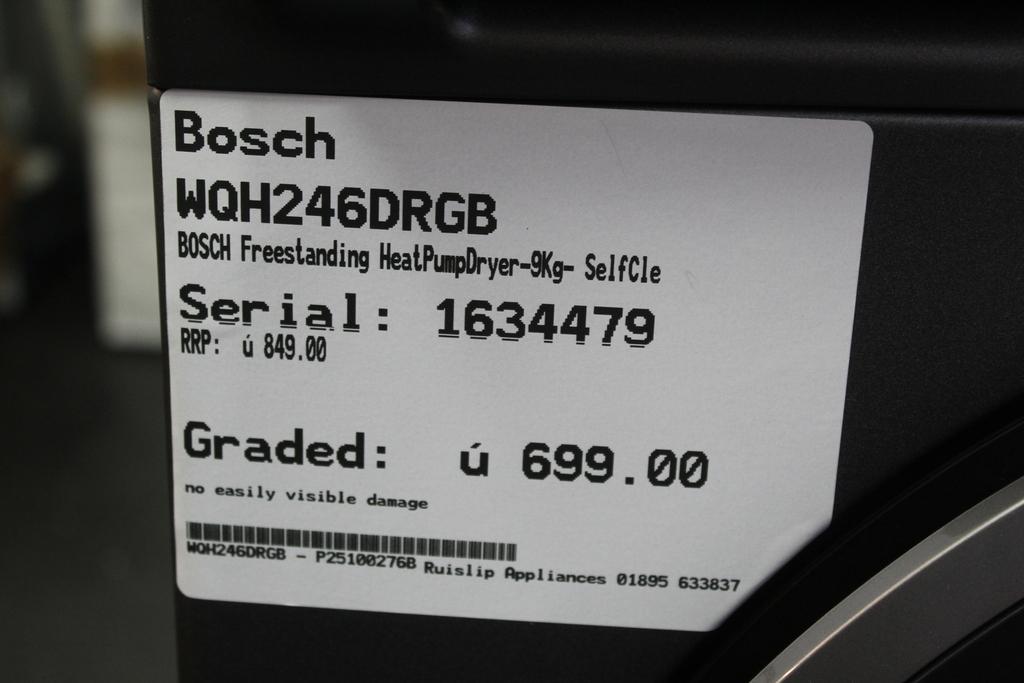 Bosch
WQH246DRGB
BOSCH Freestanding HeatPumpDryer-9Kg- SelfCle
Serial: 1634479
RRP: ú 849.00
Graded: ú 699.00
no easily visible damage
WQH246DRGB - P25100276B Ruislip Appliances 01895 633837